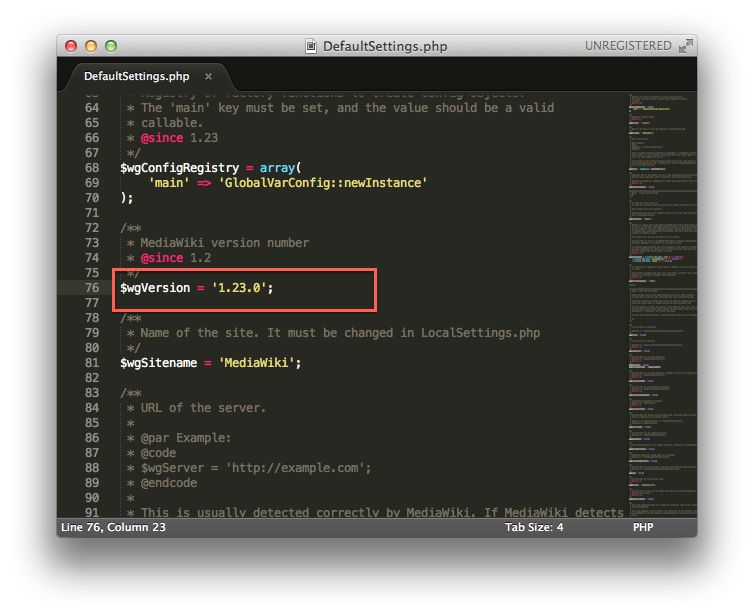 DefaultSettings.php
UNREGISTERED
DefaultSettings.php ×
63 * Registry of factory functions to create Config objects.
64 * The 'main' key must be set, and the value should be a valid
65 * callable.
66 * @since 1.23
67 */
68 $wgConfigRegistry = array(
69 'main' => 'GlobalVarConfig::newInstance'
70 );
71
72 /**
73 * MediaWiki version number
74 * @since 1.2
75 */
76 $wgVersion = '1.23.0';
77
78 /**
79 * Name of the site. It must be changed in LocalSettings.php
80 */
81 $wgSitename = 'MediaWiki';
82
83 /**
84 * URL of the server.
85 *
86 * @par Example:
87 * @code
88 * $wgServer = 'http://example.com';
89 * @endcode
90 *
91 * This is usually detected correctly by MediaWiki. If MediaWiki detects
Line 76, Column 23
Tab Size: 4
PHP